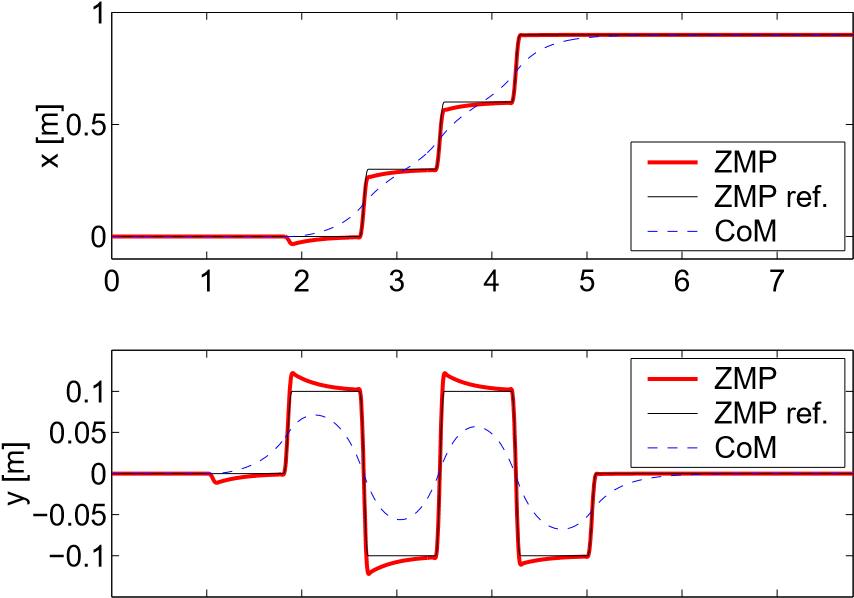 1
0.5
0
x [m]
ZMP
ZMP ref.
CoM
0 1 2 3 4 5 6 7
0.1
0.05
0
−0.05
−0.1
y [m]
ZMP
ZMP ref.
CoM